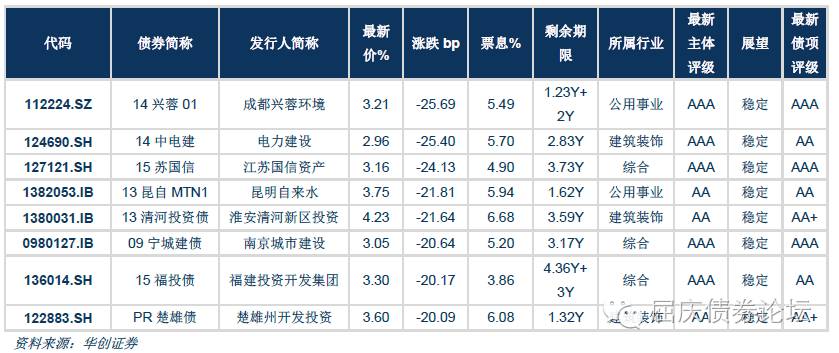 代码 债券简称 发行人简称 最新价% 涨跌 bp 票息% 剩余期限 所属行业 最新主体评级 展望 最新债项评级
112224.SZ 14 兴蓉 01 成都兴蓉环境 3.21 -25.69 5.49 1.23Y+2Y 公用事业 AAA 稳定 AAA
124690.SH 14 中电建 电力建设 2.96 -25.40 5.70 2.83Y 建筑装饰 AAA 稳定 AA
127121.SH 15 苏国信 江苏国信资产 3.16 -24.13 4.90 3.73Y 综合 AAA 稳定 AAA
1382053.IB 13 昆自 MTN1 昆明自来水 3.75 -21.81 5.94 1.62Y 公用事业 AA 稳定 AA
1380031.IB 13 清河投资债 淮安清河新区投资 4.23 -21.64 6.68 3.59Y 建筑装饰 AA 稳定 AA+
0980127.IB 09 宁城建债 南京城市建设 3.05 -20.64 5.20 3.17Y 综合 AAA 稳定 AAA
136014.SH 15 福投债 福建投资开发集团 3.30 -20.17 3.86 4.36Y+3Y 综合 AAA 稳定 AA
122883.SH PR 楚雄债 楚雄州开发投资 3.60 -20.09 6.08 1.32Y 建筑装饰 AA 稳定 AA+
屈庆债券论坛
资料来源：华创证券